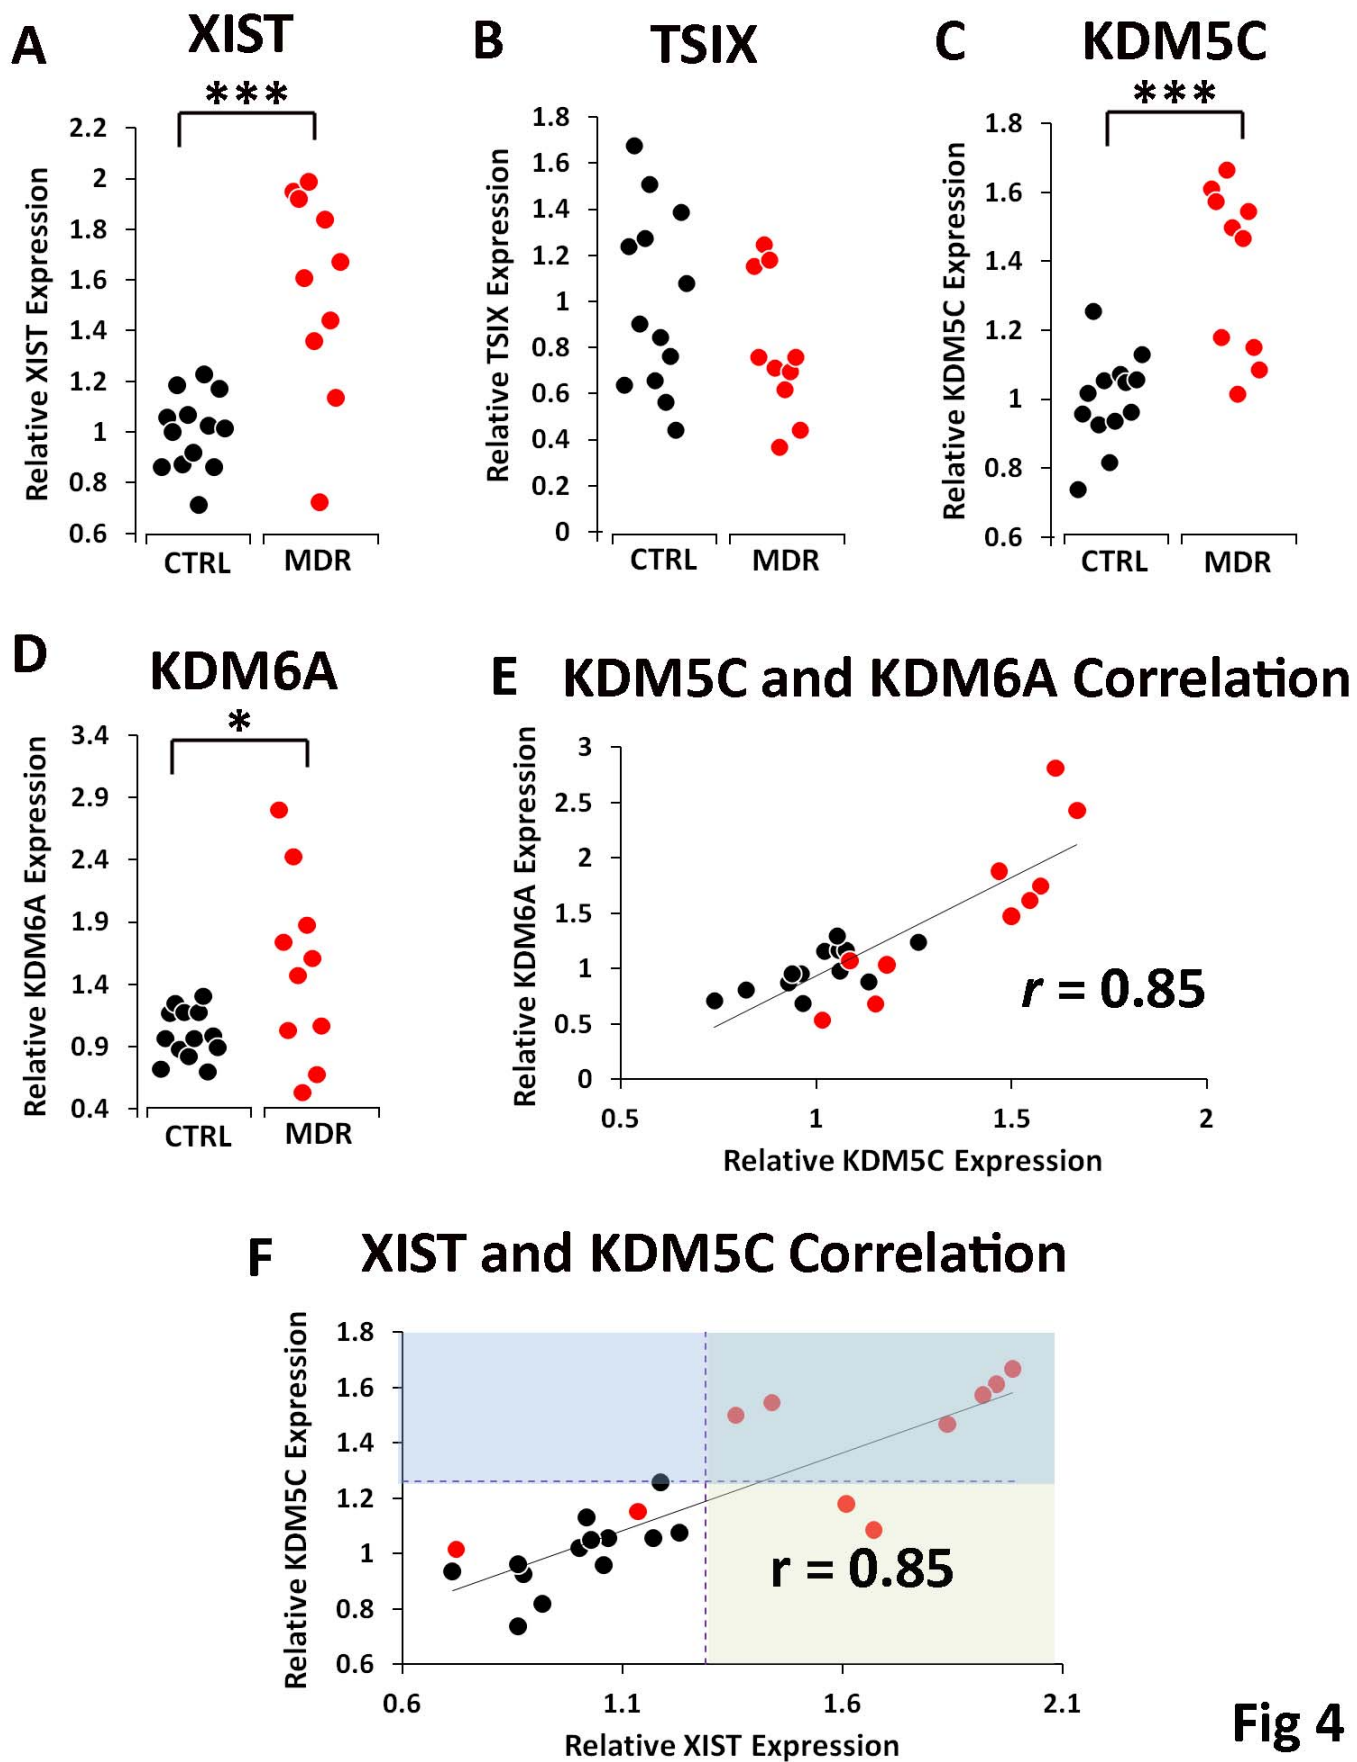 A
XIST
***
Relative XIST Expression
2.2
2
1.8
1.6
1.4
1.2
1
0.8
0.6
CTRL
MDR
B
TSIX
Relative TSIX Expression
1.8
1.6
1.4
1.2
1
0.8
0.6
0.4
0.2
0
CTRL
MDR
C
KDM5C
***
Relative KDM5C Expression
1.8
1.6
1.4
1.2
1
0.8
0.6
CTRL
MDR
D
KDM6A
*
Relative KDM6A Expression
3.4
2.9
2.4
1.9
1.4
0.9
0.4
CTRL
MDR
E
KDM5C and KDM6A Correlation
Relative KDM6A Expression
3
2.5
2
1.5
1
0.5
0
r = 0.85
0.5 1 1.5 2
Relative KDM5C Expression
F
XIST and KDM5C Correlation
Relative KDM5C Expression
1.8
1.6
1.4
1.2
1
0.8
0.6
r = 0.85
0.6 1.1 1.6 2.1
Relative XIST Expression
Fig 4